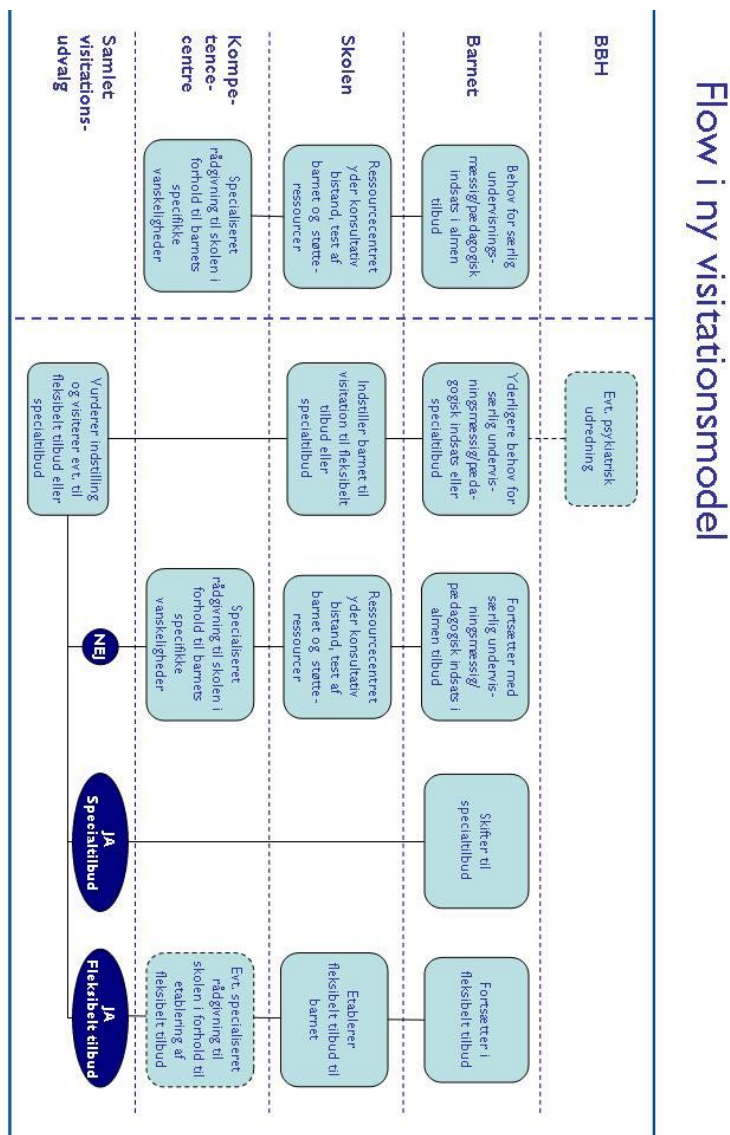 Flow i ny visitationsmodel
BBH
Evt. psykiatrisk
udredning
Barnet
Behov for særlig
undervisnings-
mæssig/pædagogisk
indsats i almen
tilbud
Yderligere behov for
særlig undervis-
ningsmæssig/pæda-
gogisk indsats eller
specialtilbud
Fortsætter med
særlig undervis-
ningsmæssig/
pædagogisk indsats i
almen tilbud
Skifter til
specialtilbud
Fortsætter i
fleksibelt tilbud
Skolen
Ressourcecentret
yder konsultativ
bistand, test af
barnet og støtte-
ressourcer
Indstiller barnet til
visitation til fleksibelt
tilbud eller
specialtilbud
Ressourcecentret
yder konsultativ
bistand, test af
barnet og støtte-
ressourcer
Etablerer
fleksibelt tilbud til
barnet
Kompe-
tence-
centre
Specialiseret
rådgivning til skolen i
forhold til barnets
specifikke
vanskeligheder
Specialiseret
rådgivning til skolen i
forhold til barnets
specifikke
vanskeligheder
Evt. specialiseret
rådgivning til
skolen i forhold til
etablering af
fleksibelt tilbud
Samlet
visitations-
udvalg
Vurderer indstilling
og visiterer evt. til
fleksibelt tilbud eller
specialtilbud
NEJ
JA
Specialtilbud
JA
Fleksibelt tilbud